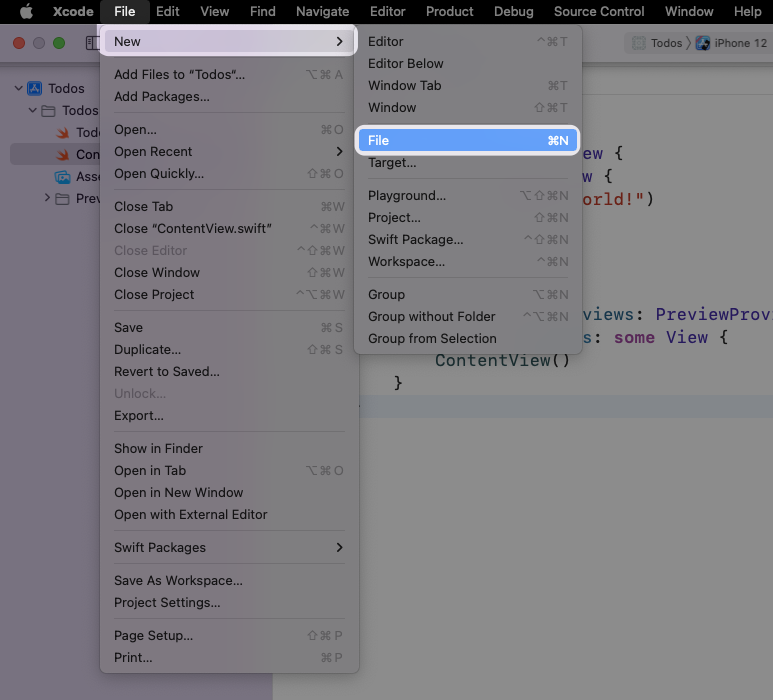 Xcode File Edit View Find Navigate Editor Product Debug Source Control Window Help
Todos iPhone 12
New
Add Files to “Todos”... ⌥⌘A
Add Packages...
Open... ⌘O
Open Recent
Open Quickly... ⇧⌘O
Close Tab ⌘W
Close “ContentView.swift” ^⌘W
Close Editor ^⇧⌘W
Close Window ⇧⌘W
Close Project ^⌥⌘W
Save ⌘S
Duplicate... ⇧⌘S
Revert to Saved...
Unlock...
Export...
Show in Finder
Open in Tab ⌥⌘O
Open in New Window
Open with External Editor
Swift Packages
Save As Workspace...
Project Settings...
Page Setup... ⇧⌘P
Print... ⌘P
Editor ^⌘T
Editor Below
Window Tab ⌘T
Window ⇧⌘T
File ⌘N
Target...
Playground... ⌥⇧⌘N
Project... ⇧⌘N
Swift Package... ^⇧⌘N
Workspace... ^⌘N
Group ⌥⌘N
Group without Folder ^⌥⌘N
Group from Selection
Todos
Todos
Tod
Con
Asse
Prev
ew {
w {
orld!")
views: PreviewProvi
s: some View {
ContentView()
}